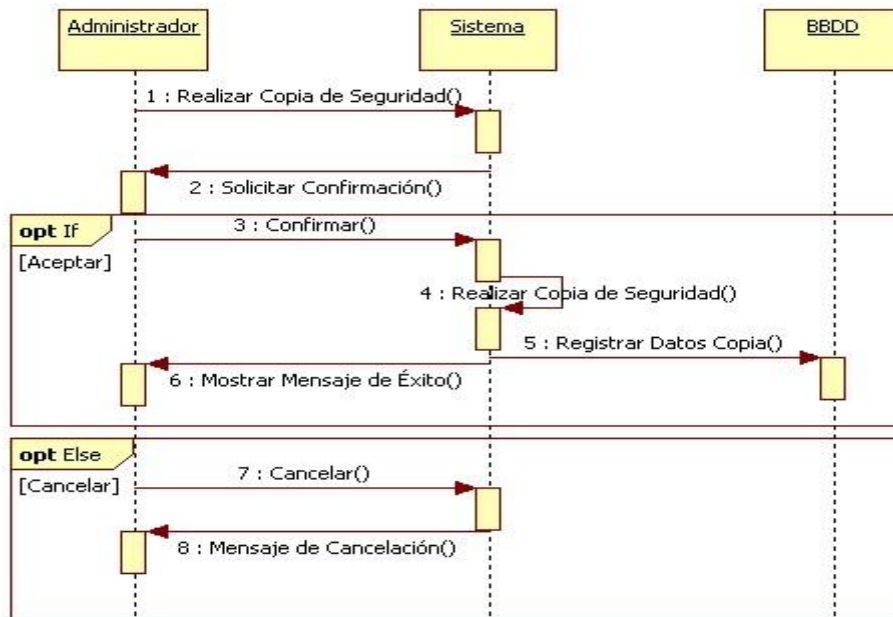 Administrador
Sistema
BBDD
1 : Realizar Copia de Seguridad()
2 : Solicitar Confirmación()
opt If
3 : Confirmar()
[Aceptar]
4 : Realizar Copia de Seguridad()
5 : Registrar Datos Copia()
6 : Mostrar Mensaje de Éxito()
opt Else
7 : Cancelar()
[Cancelar]
8 : Mensaje de Cancelación()